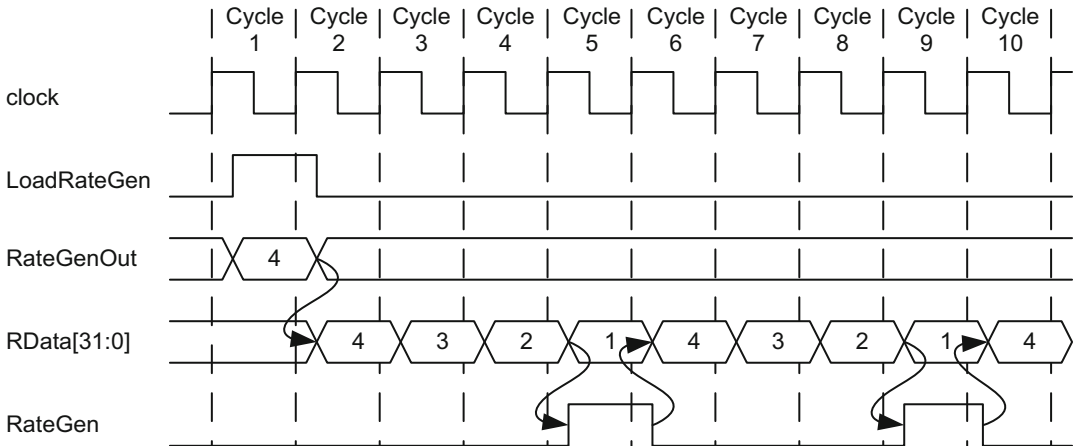 Cycle Cycle Cycle Cycle Cycle Cycle Cycle Cycle Cycle Cycle
1 2 3 4 5 6 7 8 9 10
clock
LoadRateGen
RateGenOut 4
RData[31:0] 4 3 2 1 4 3 2 1 4
RateGen